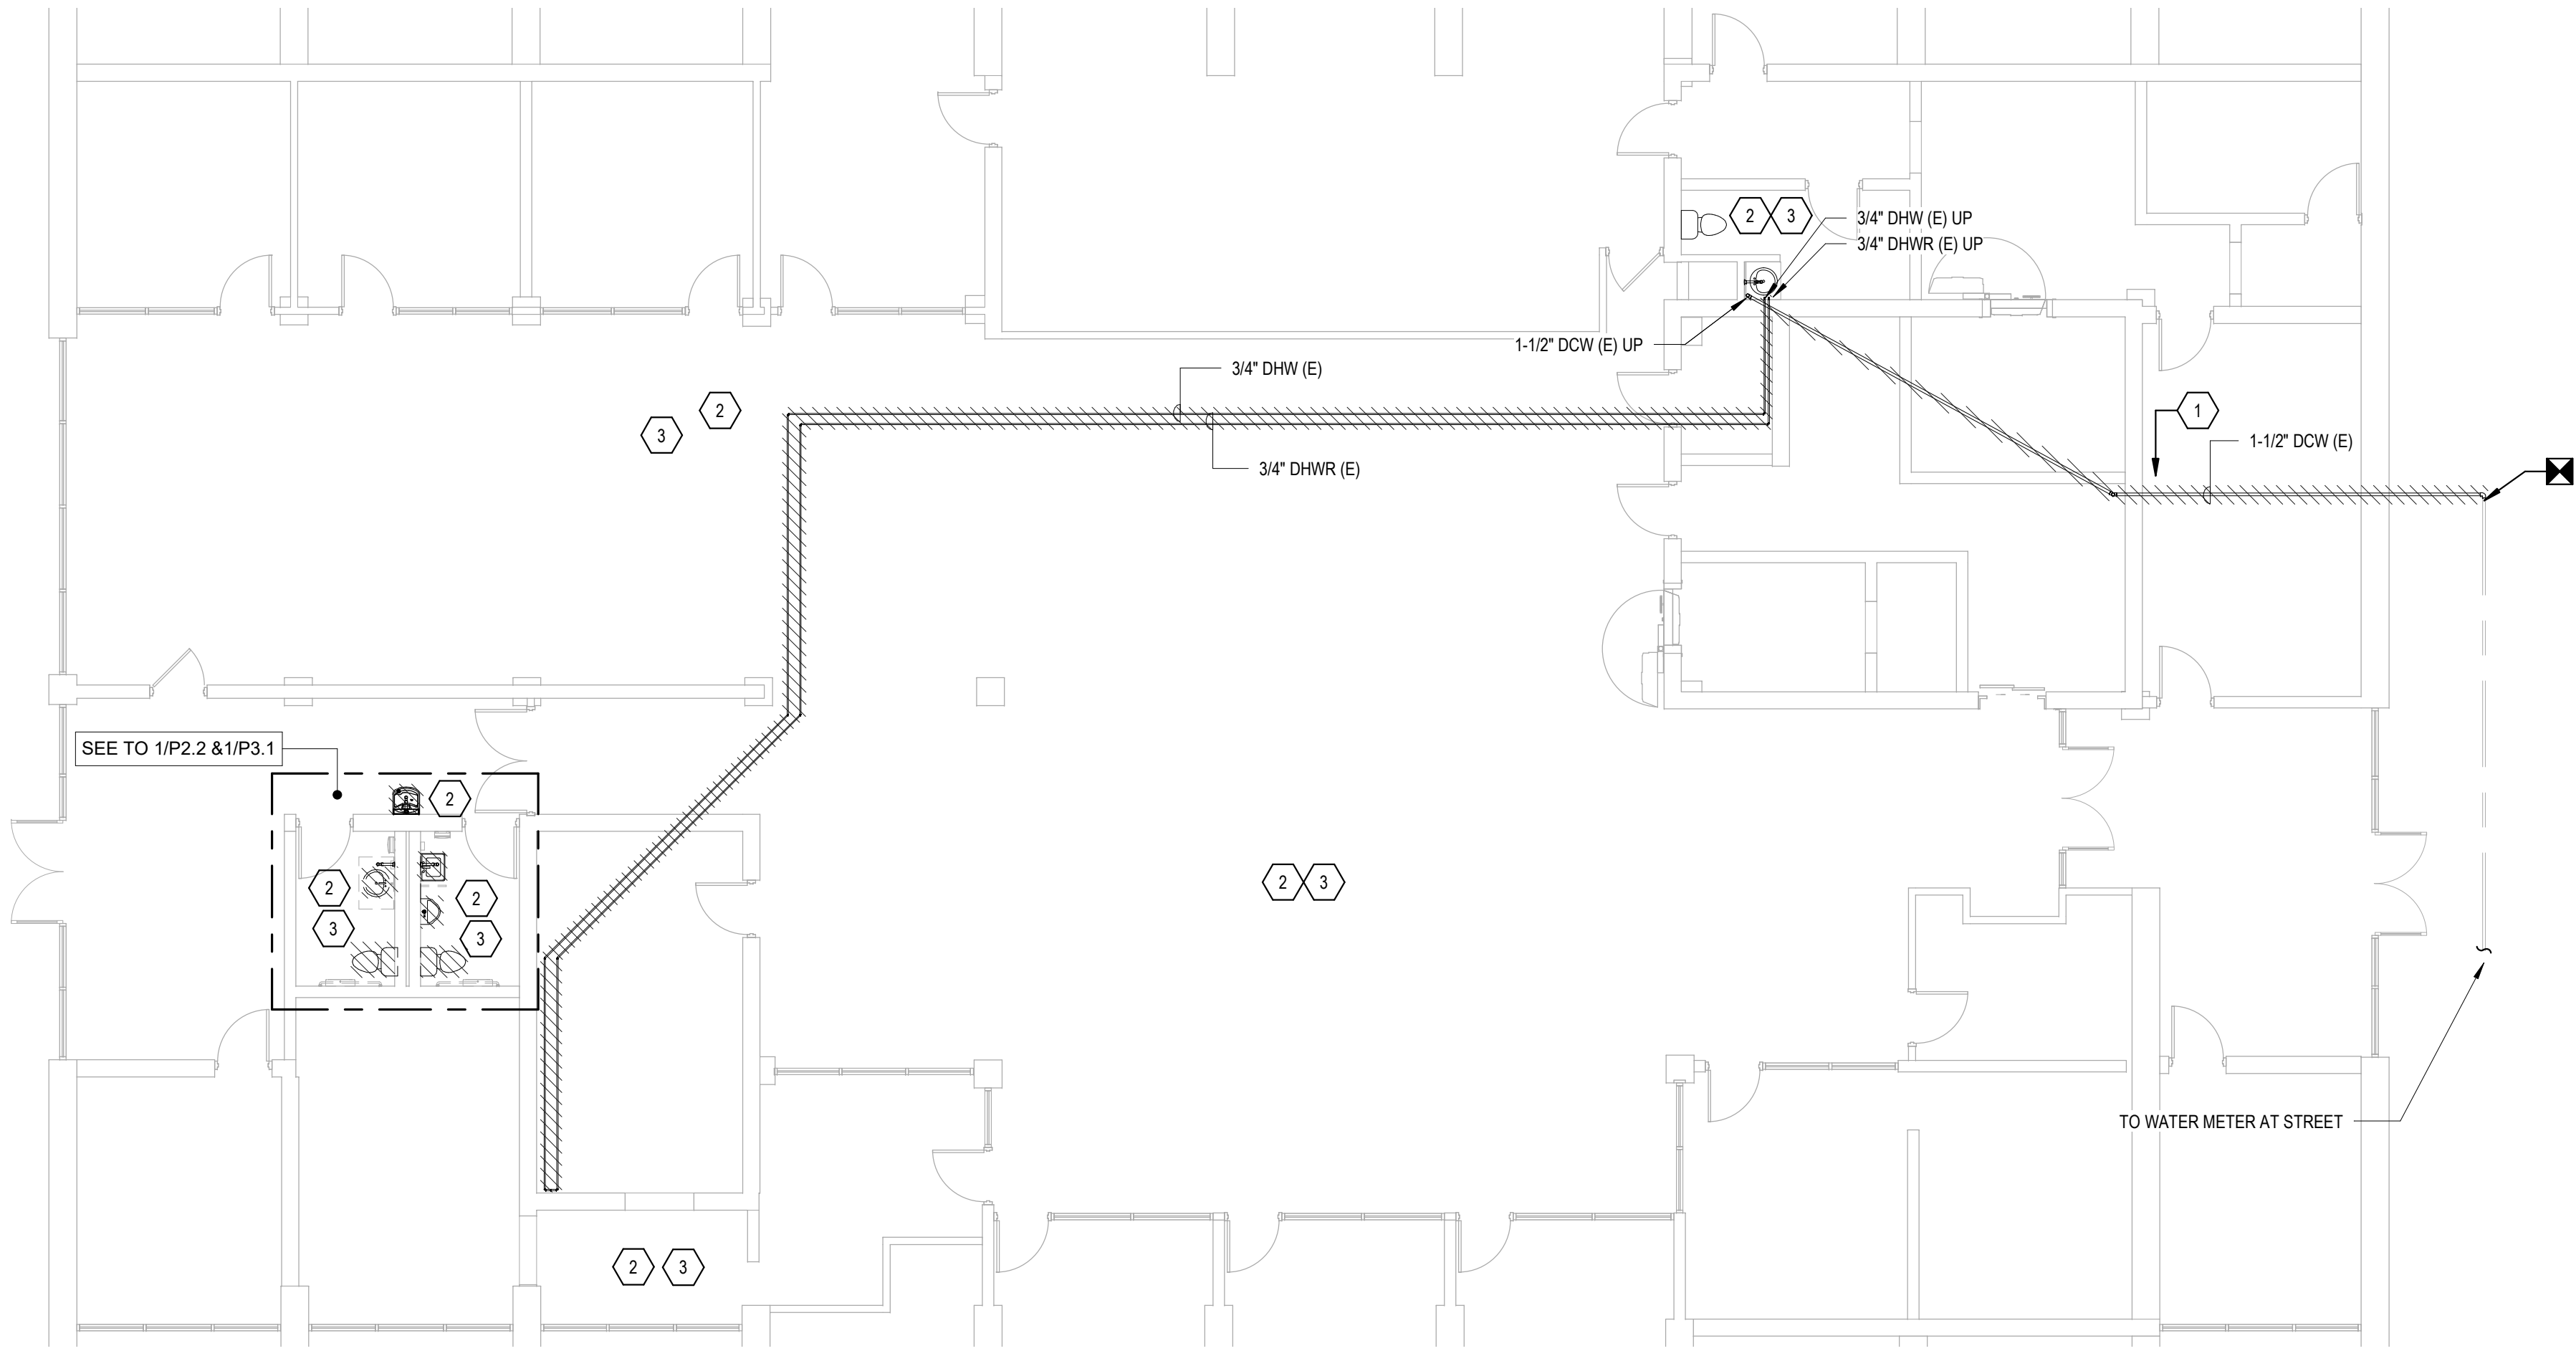 2
3
3/4" DHW (E) UP
3/4" DHWR (E) UP
1-1/2" DCW (E) UP
3/4" DHW (E)
2
3
1
1-1/2" DCW (E)
3/4" DHWR (E)
SEE TO 1/P2.2 &1/P3.1
2
2
3
2
3
2
3
TO WATER METER AT STREET
2
3